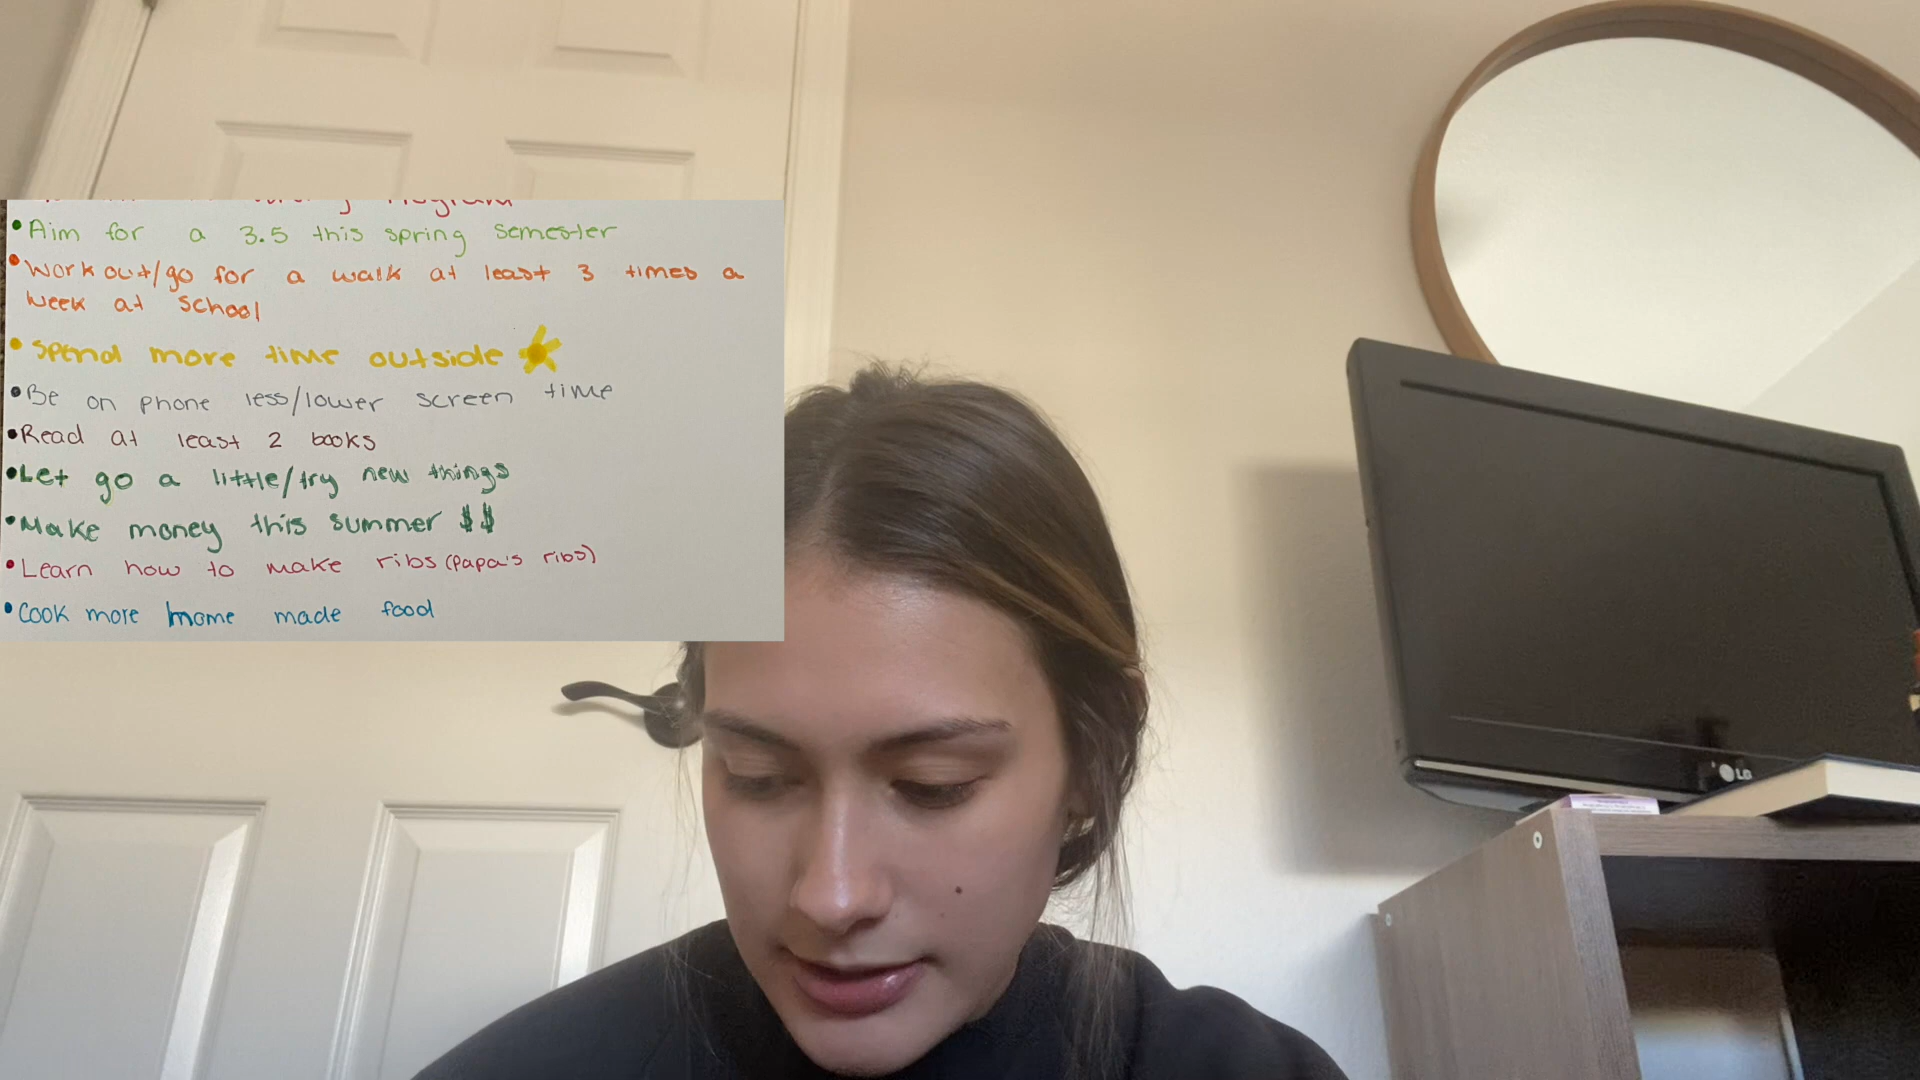 • Aim for a 3.5 this spring semester
• Work out/go for a walk at least 3 times a
week at school
• Spend more time outside
• Be on phone less/lower screen time
• Read at least 2 books
• Let go a little/try new things
• Make money this summer $$
• Learn how to make ribs (Papa's ribs)
• Cook more home made food
LG